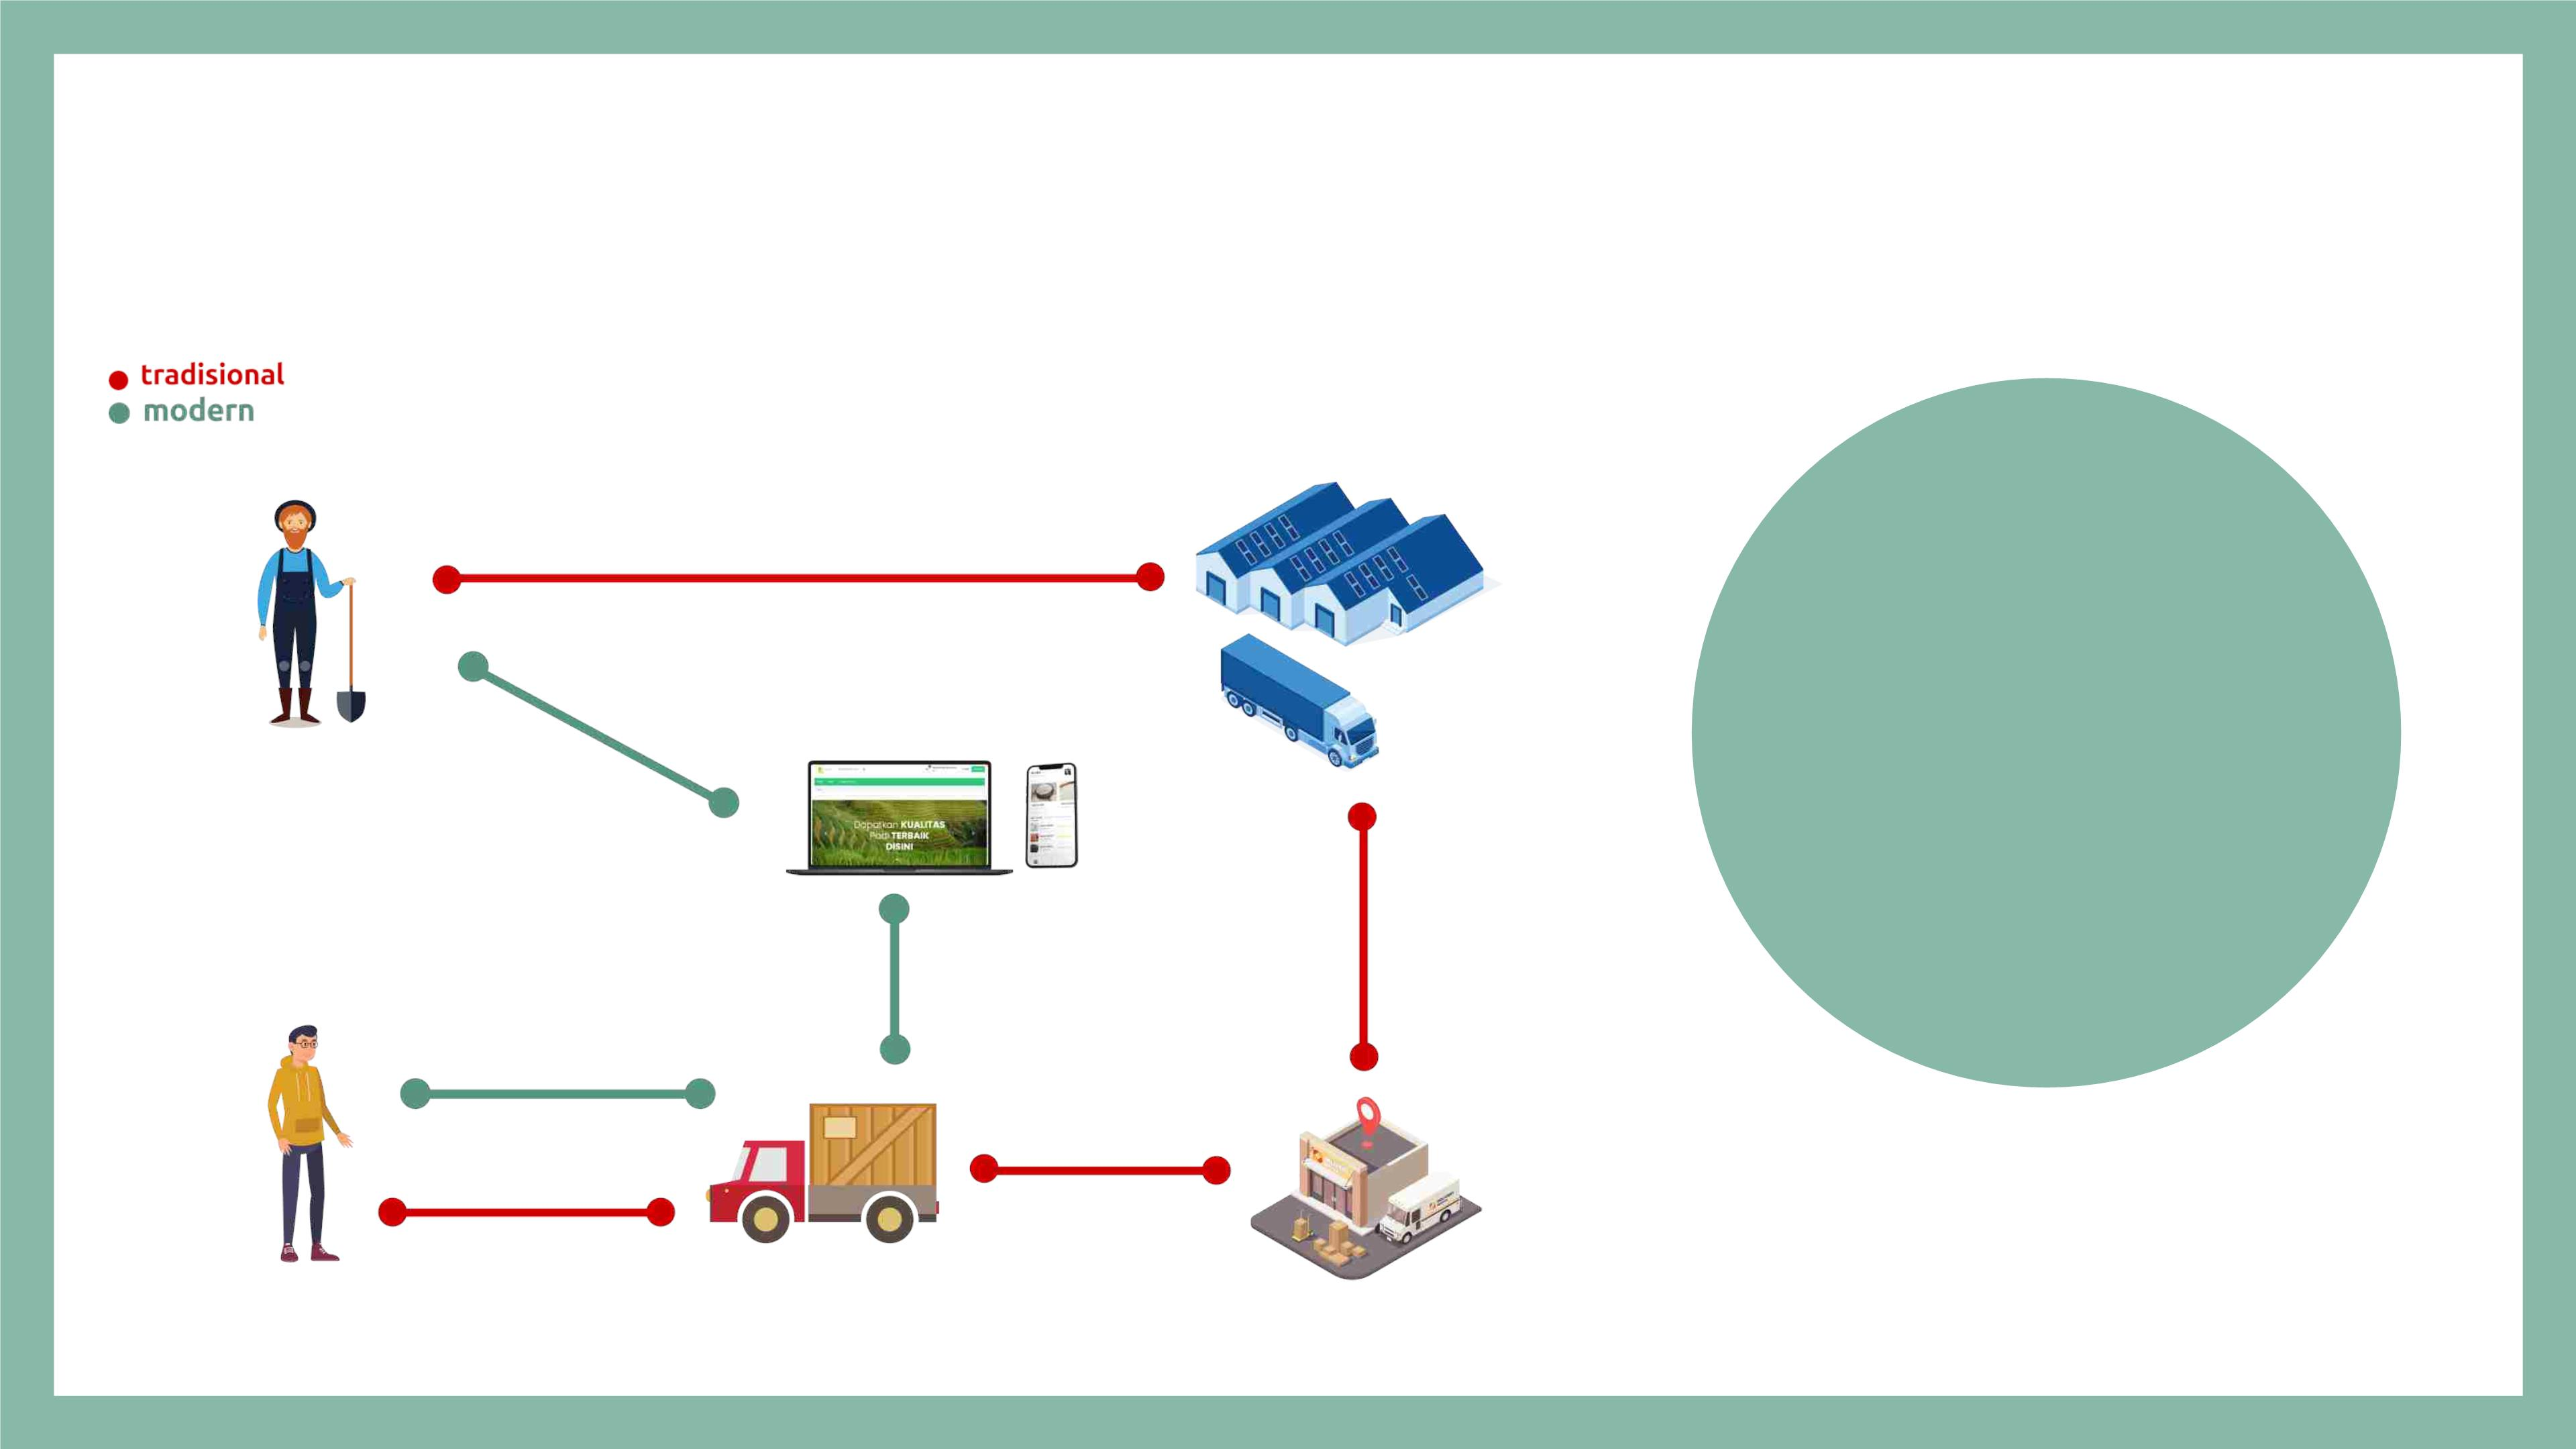 tradisional
modern
Dapatkan KUALITAS
Padi TERBAIK
DISINI